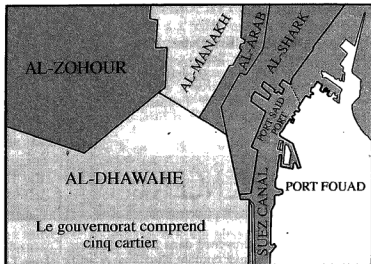 AL-ZOHOUR
AL-MANAKH
AL-ARAB
AL-SHARK
PORT SAID
PORT
AL-DHAWAHE
SUEZ CANAL
PORT FOUAD
Le gouvernorat comprend
cinq cartier